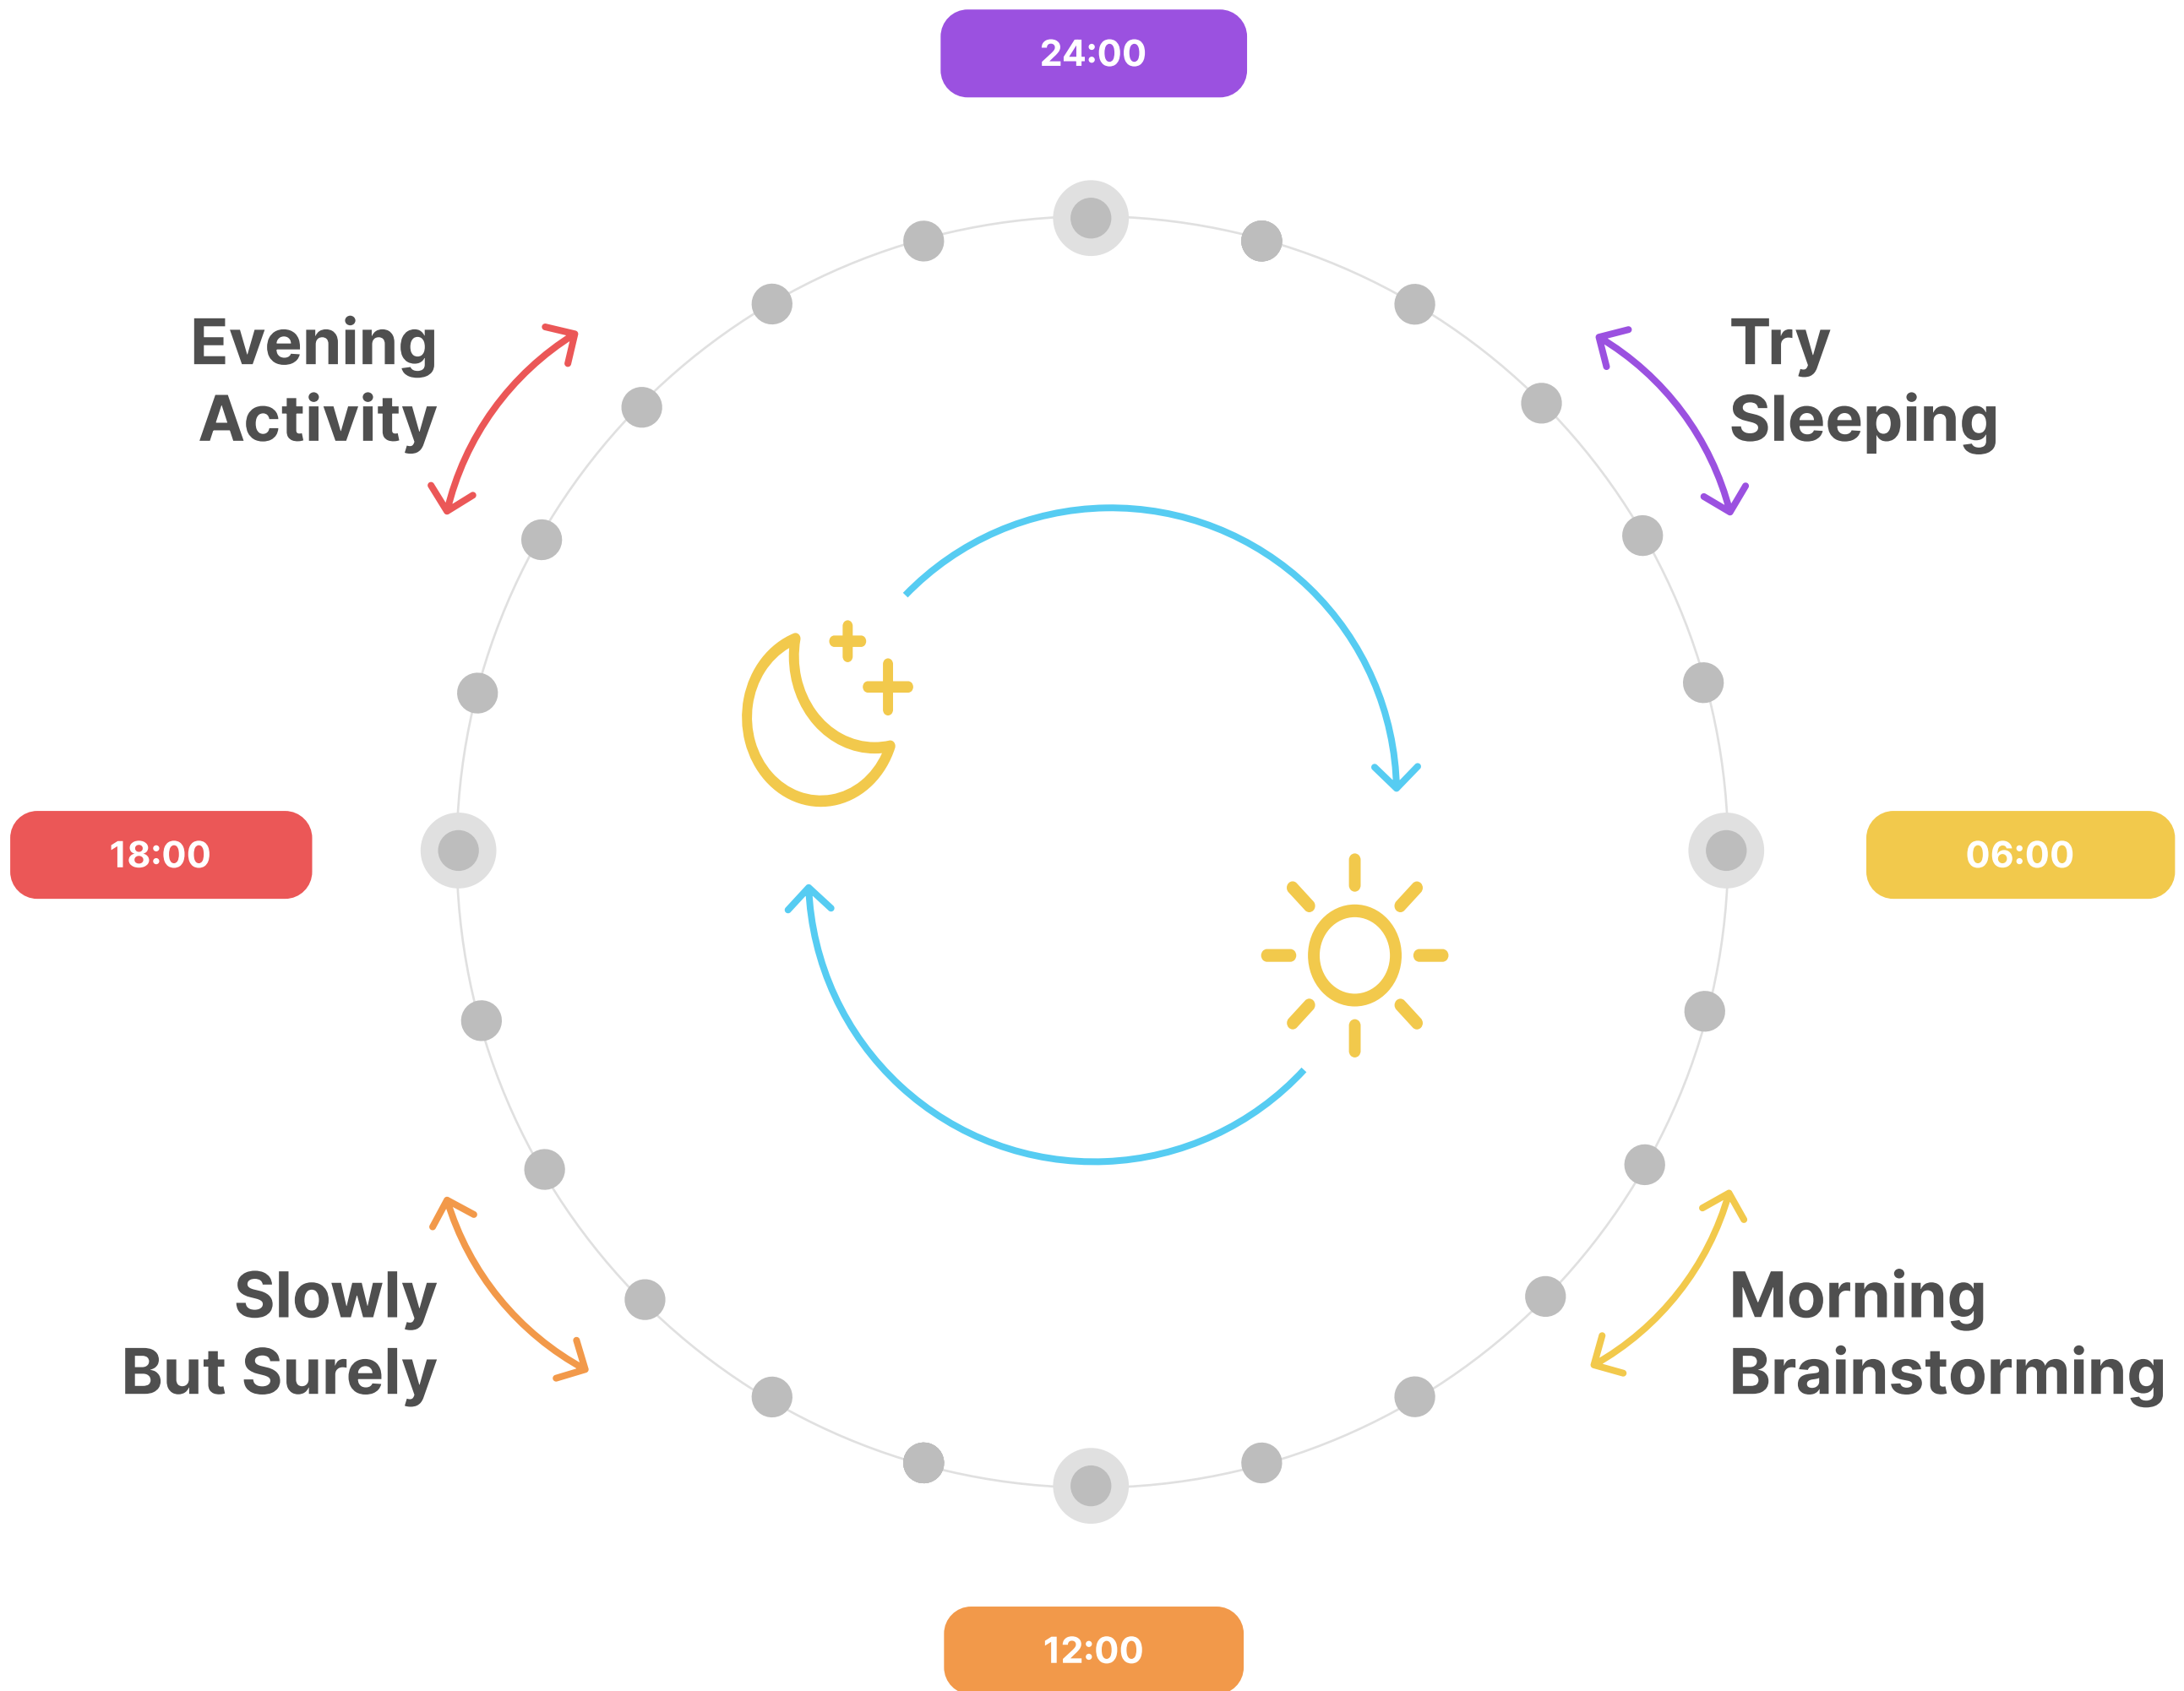 24:00
Evening
Activity
Try
Sleeping
18:00
06:00
Slowly
But Surely
Morning
Brainstorming
12:00